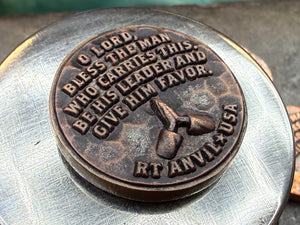 O LORD,
BLESS THE MAN
WHO CARRIES THIS.
BE HIS LEADER AND
GIVE HIM FAVOR.
RT ANVIL★USA